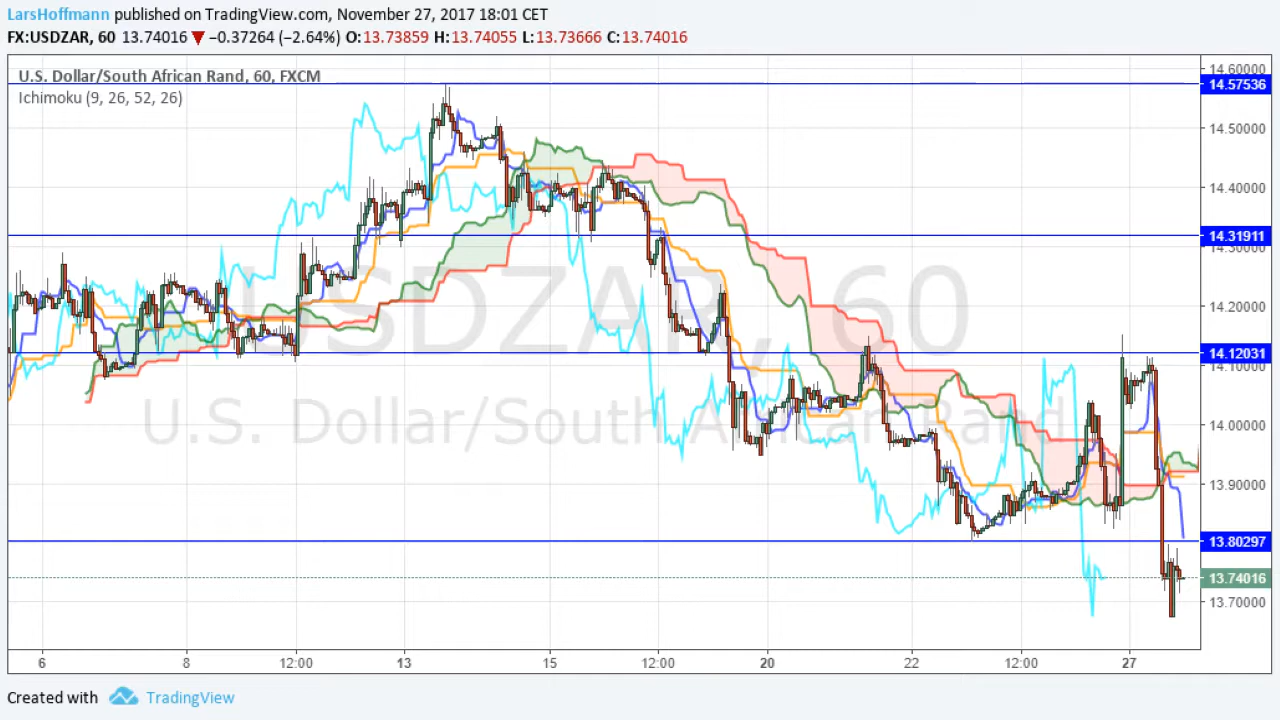 LarsHoffmann published on TradingView.com, November 27, 2017 18:01 CET
FX:USDZAR, 60 13.74016 ▼ −0.37264 (−2.64%) O:13.73859 H:13.74055 L:13.73666 C:13.74016
U.S. Dollar/South African Rand, 60, FXCM
Ichimoku (9, 26, 52, 26)
USDZAR, 60
U.S. Dollar/South African Rand
14.60000
14.57536
14.50000
14.40000
14.31911
14.30000
14.20000
14.12031
14.10000
14.00000
13.90000
13.80297
13.74016
13.70000
6 8 12:00 13 15 12:00 20 22 12:00 27
Created with TradingView